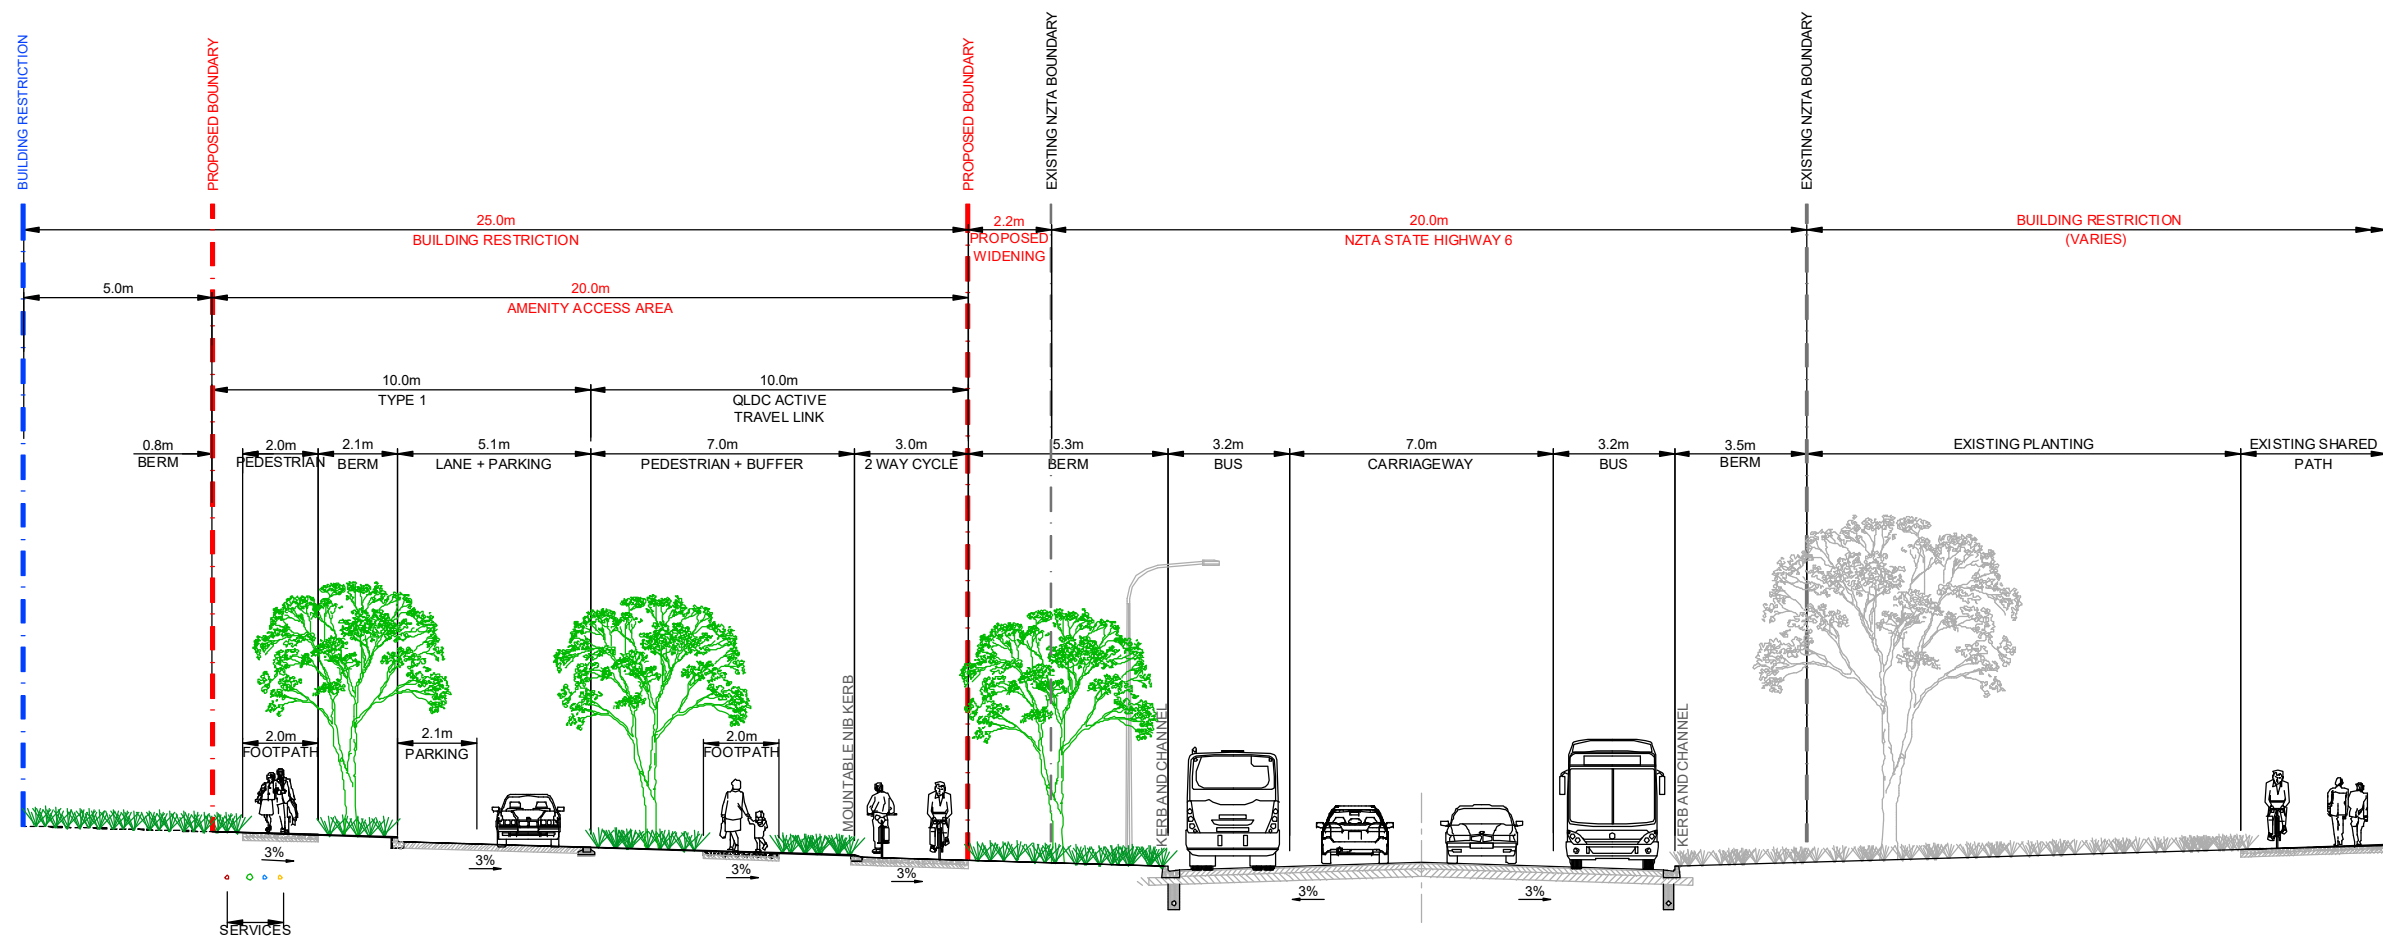 BUILDING RESTRICTION
PROPOSED BOUNDARY
PROPOSED BOUNDARY
EXISTING NZTA BOUNDARY
EXISTING NZTA BOUNDARY
25.0m
BUILDING RESTRICTION
2.2m
PROPOSED
WIDENING
20.0m
NZTA STATE HIGHWAY 6
BUILDING RESTRICTION
(VARIES)
5.0m
20.0m
AMENITY ACCESS AREA
10.0m
TYPE 1
10.0m
QLDC ACTIVE
TRAVEL LINK
0.8m
BERM
2.0m
PEDESTRIAN
2.1m
BERM
5.1m
LANE + PARKING
7.0m
PEDESTRIAN + BUFFER
3.0m
2 WAY CYCLE
5.3m
BERM
3.2m
BUS
7.0m
CARRIAGEWAY
3.2m
BUS
3.5m
BERM
EXISTING PLANTING
EXISTING SHARED
PATH
2.0m
FOOTPATH
2.1m
PARKING
2.0m
FOOTPATH
MOUNTABLE NIB KERB
KERB AND CHANNEL
KERB AND CHANNEL
3%
3%
3%
3%
3%
3%
SERVICES